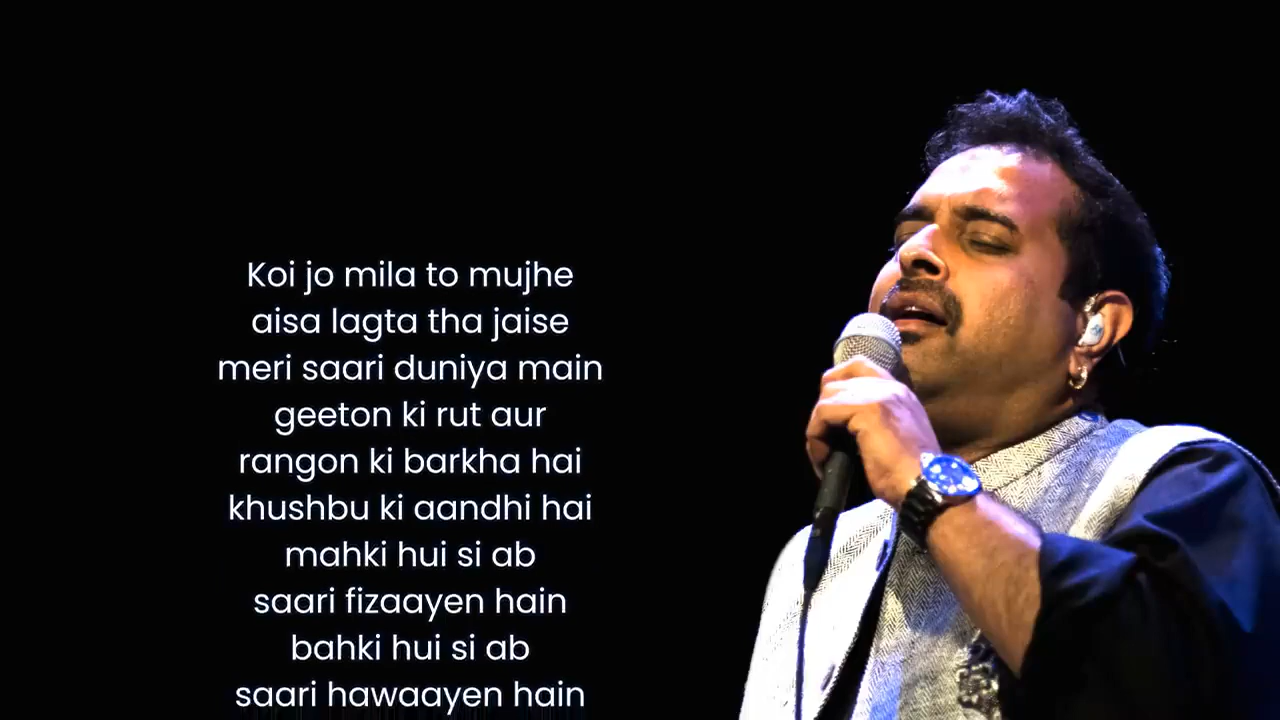 Koi jo mila to mujhe
aisa lagta tha jaise
meri saari duniya main
geeton ki rut aur
rangon ki barkha hai
khushbu ki aandhi hai
mahki hui si ab
saari fizaayen hain
bahki hui si ab
saari hawaayen hain